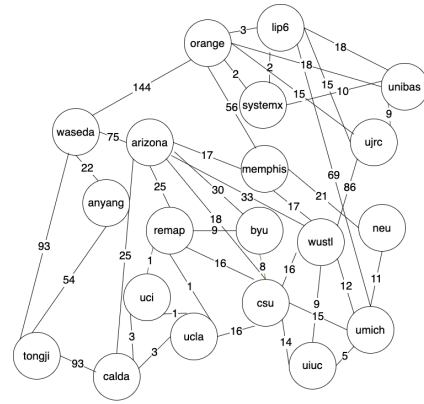 lip6
3
orange
18
18
2
2
unibas
15
15
10
systemx
144
56
9
ujrc
waseda
75
arizona
17
memphis
69
86
22
25
30
33
21
anyang
17
neu
18
remap
9
byu
wustl
93
25
8
11
54
1
16
16
1
12
uci
csu
9
1
15
3
ucla
16
umich
14
3
5
tongji
93
calda
uiuc